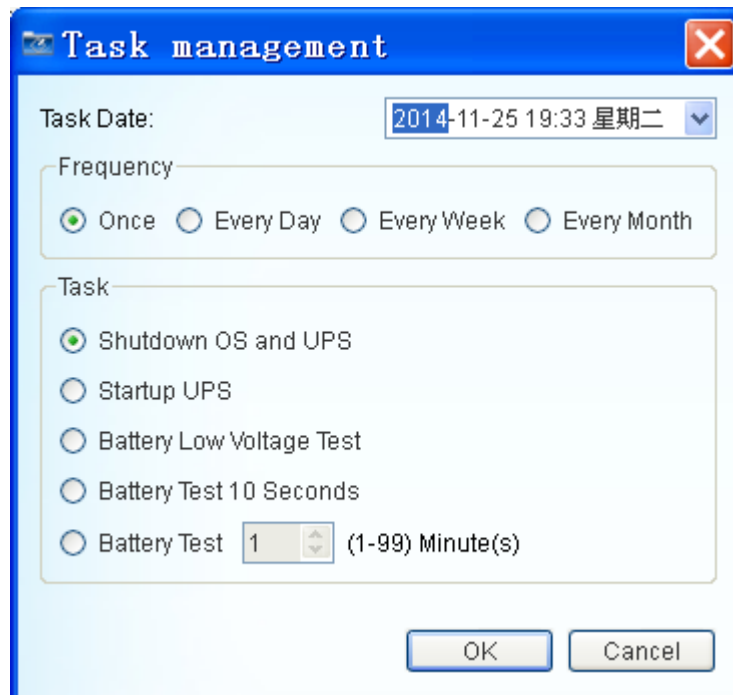 Task management
Task Date: 2014-11-25 19:33 星期二
Frequency
Once Every Day Every Week Every Month
Task
Shutdown OS and UPS
Startup UPS
Battery Low Voltage Test
Battery Test 10 Seconds
Battery Test 1 (1-99) Minute(s)
OK Cancel